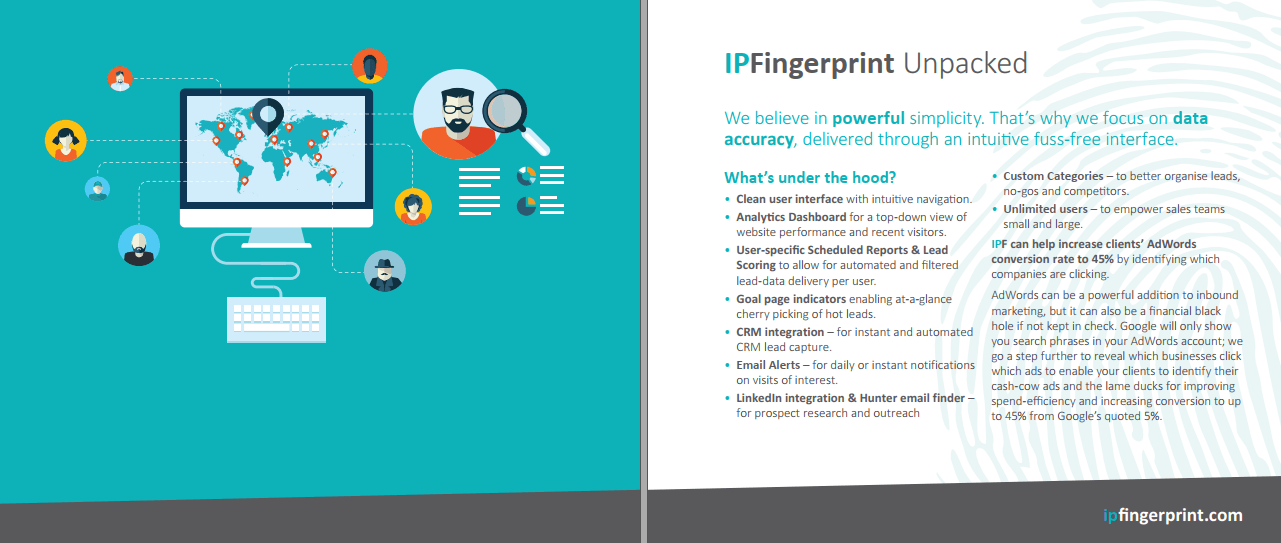 IPFingerprint Unpacked
We believe in powerful simplicity. That's why we focus on data
accuracy, delivered through an intuitive fuss-free interface.
What's under the hood?
• Clean user interface with intuitive navigation.
• Analytics Dashboard for a top-down view of
website performance and recent visitors.
• User-specific Scheduled Reports & Lead
Scoring to allow for automated and filtered
lead-data delivery per user.
• Goal page indicators enabling at-a-glance
cherry picking of hot leads.
• CRM integration – for instant and automated
CRM lead capture.
• Email Alerts – for daily or instant notifications
on visits of interest.
• LinkedIn integration & Hunter email finder –
for prospect research and outreach
• Custom Categories – to better organise leads,
no-gos and competitors.
• Unlimited users – to empower sales teams
small and large.
IPF can help increase clients' AdWords
conversion rate to 45% by identifying which
companies are clicking.
AdWords can be a powerful addition to inbound
marketing, but it can also be a financial black
hole if not kept in check. Google will only show
you search phrases in your AdWords account; we
go a step further to reveal which businesses click
which ads to enable your clients to identify their
cash-cow ads and the lame ducks for improving
spend-efficiency and increasing conversion to up
to 45% from Google's quoted 5%.
ipfingerprint.com